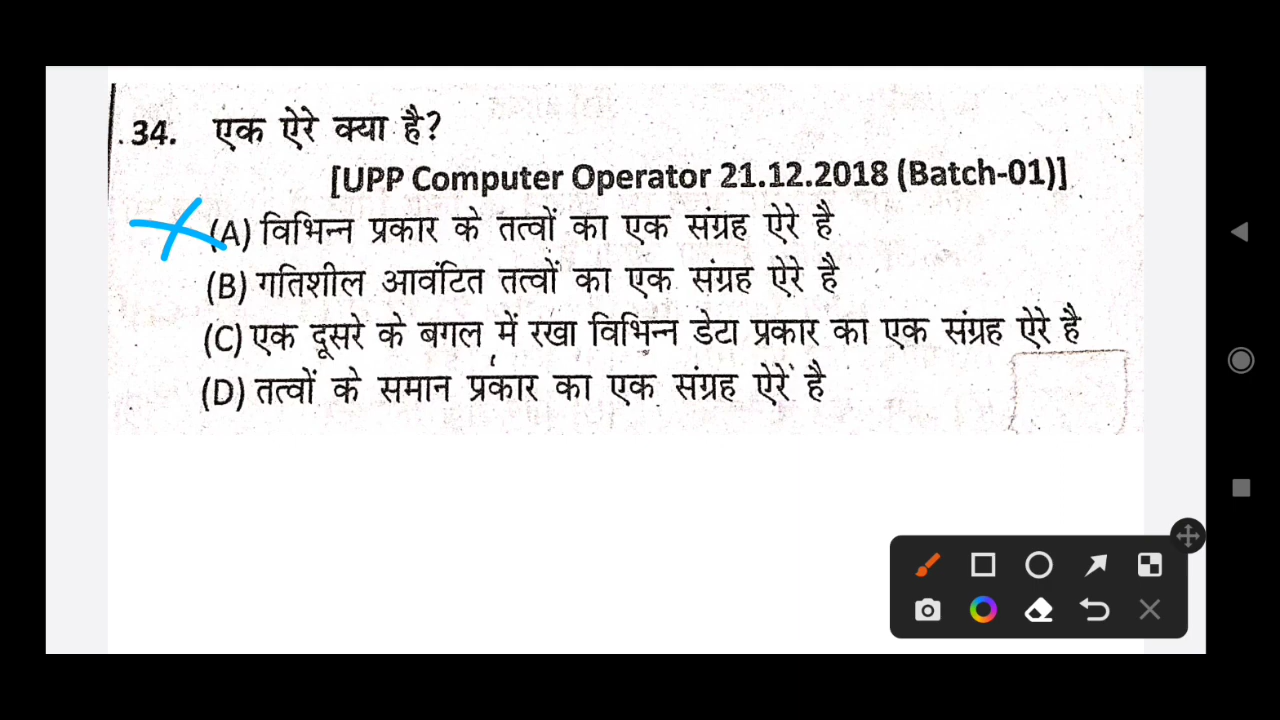 34. एक ऐरे क्या है?
[UPP Computer Operator 21.12.2018 (Batch-01)]
(A) विभिन्न प्रकार के तत्वों का एक संग्रह ऐरे है
(B) गतिशील आवंटित तत्वों का एक संग्रह ऐरे है
(C) एक दूसरे के बगल में रखा विभिन्न डेटा प्रकार का एक संग्रह ऐरे है
(D) तत्वों के समान प्रकार का एक संग्रह ऐरें है